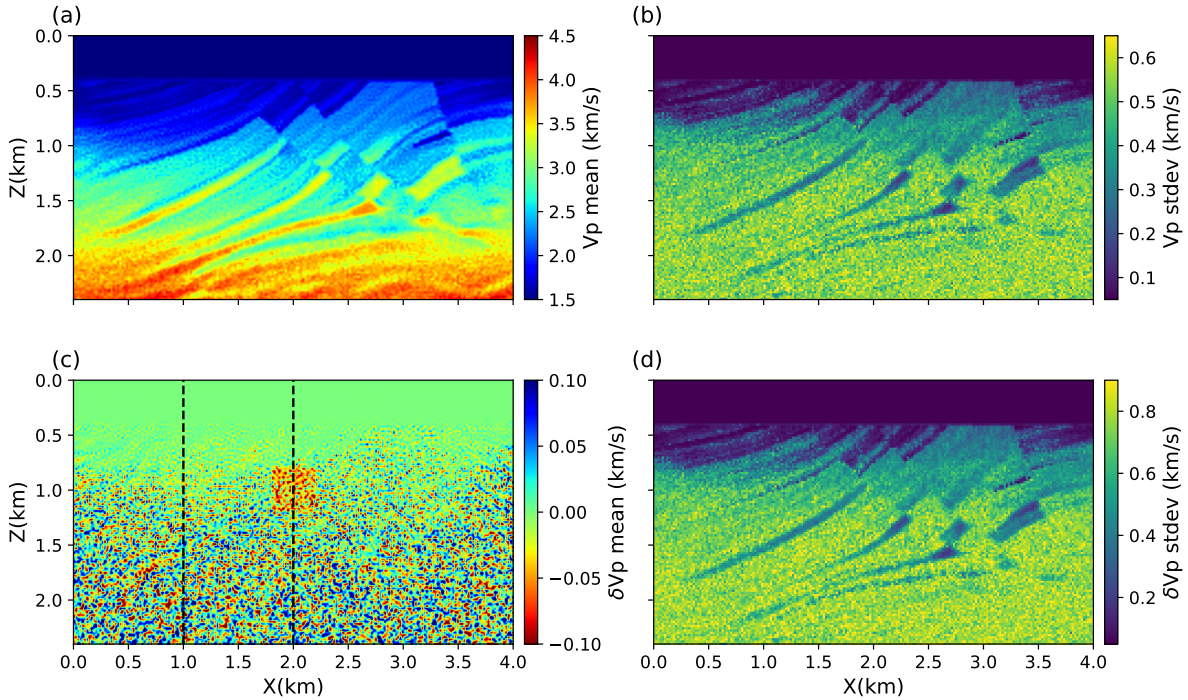 (a)
0.0
0.5
1.0
1.5
2.0
Z(km)
4.5
4.0
3.5
3.0
2.5
2.0
1.5
Vp mean (km/s)
(b)
0.6
0.5
0.4
0.3
0.2
0.1
Vp stdev (km/s)
(c)
0.0
0.5
1.0
1.5
2.0
Z(km)
0.0 0.5 1.0 1.5 2.0 2.5 3.0 3.5 4.0
X(km)
0.10
0.05
0.00
−0.05
−0.10
δVp mean (km/s)
(d)
0.0 0.5 1.0 1.5 2.0 2.5 3.0 3.5 4.0
X(km)
0.8
0.6
0.4
0.2
δVp stdev (km/s)